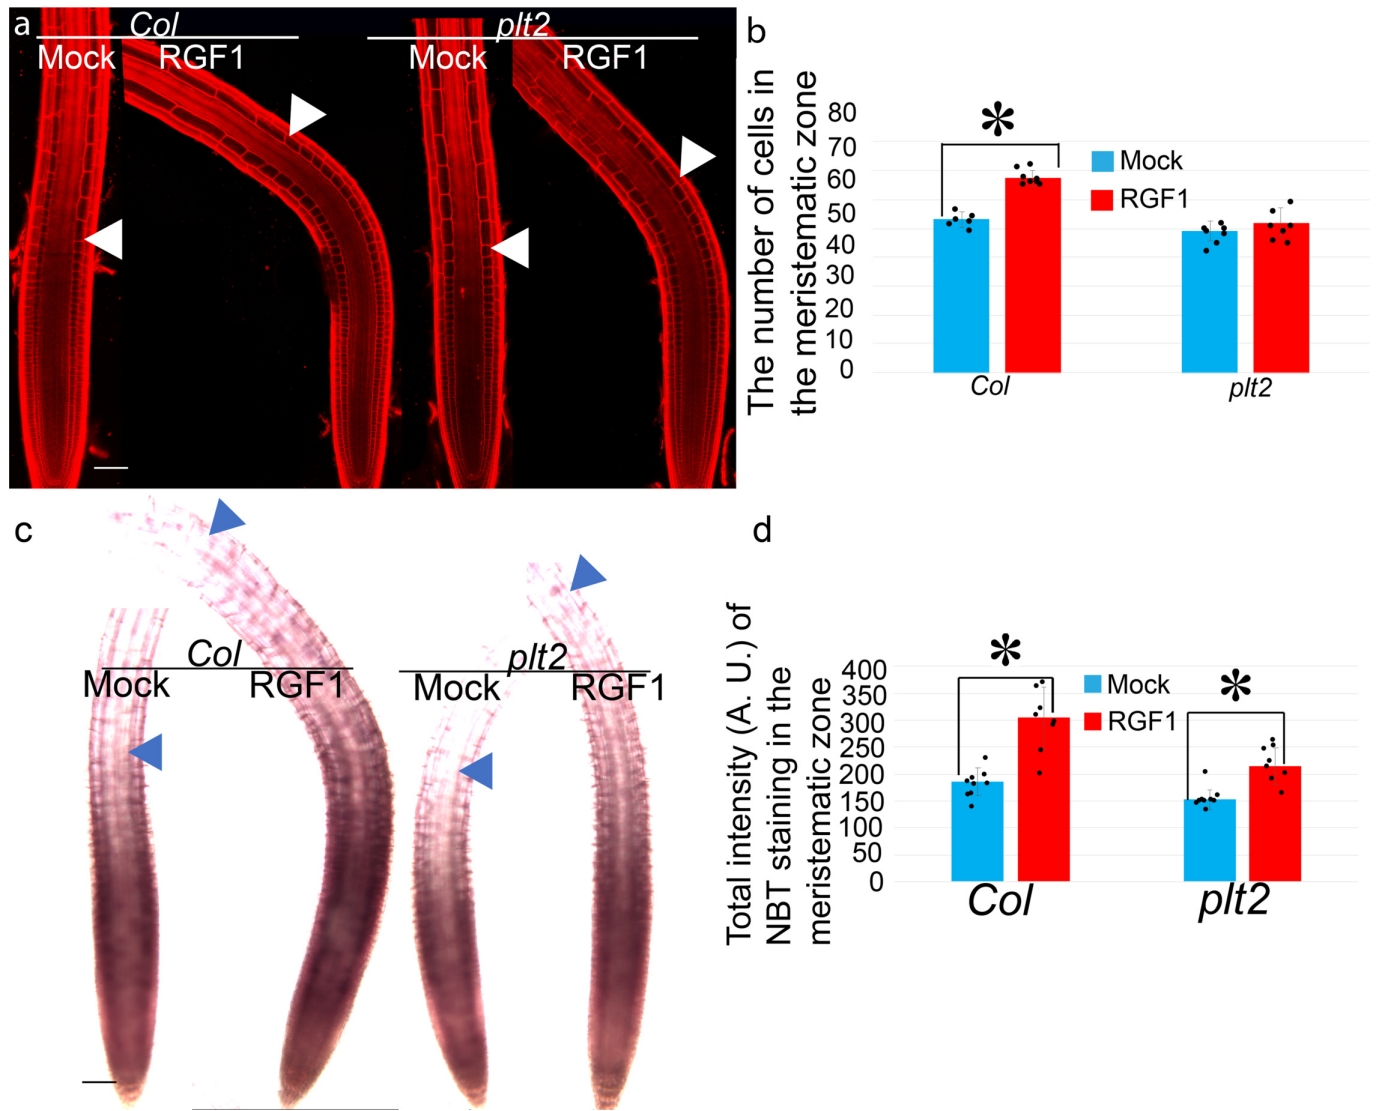 a
Col
plt2
Mock
RGF1
Mock
RGF1
b
The number of cells in
the meristematic zone
80
70
60
50
40
30
20
10
0
*
Mock
RGF1
Col
plt2
c
Col
plt2
Mock
RGF1
Mock
RGF1
d
Total intensity (A. U.) of
NBT staining in the
meristematic zone
400
350
300
250
200
150
100
50
0
*
*
Mock
RGF1
Col
plt2